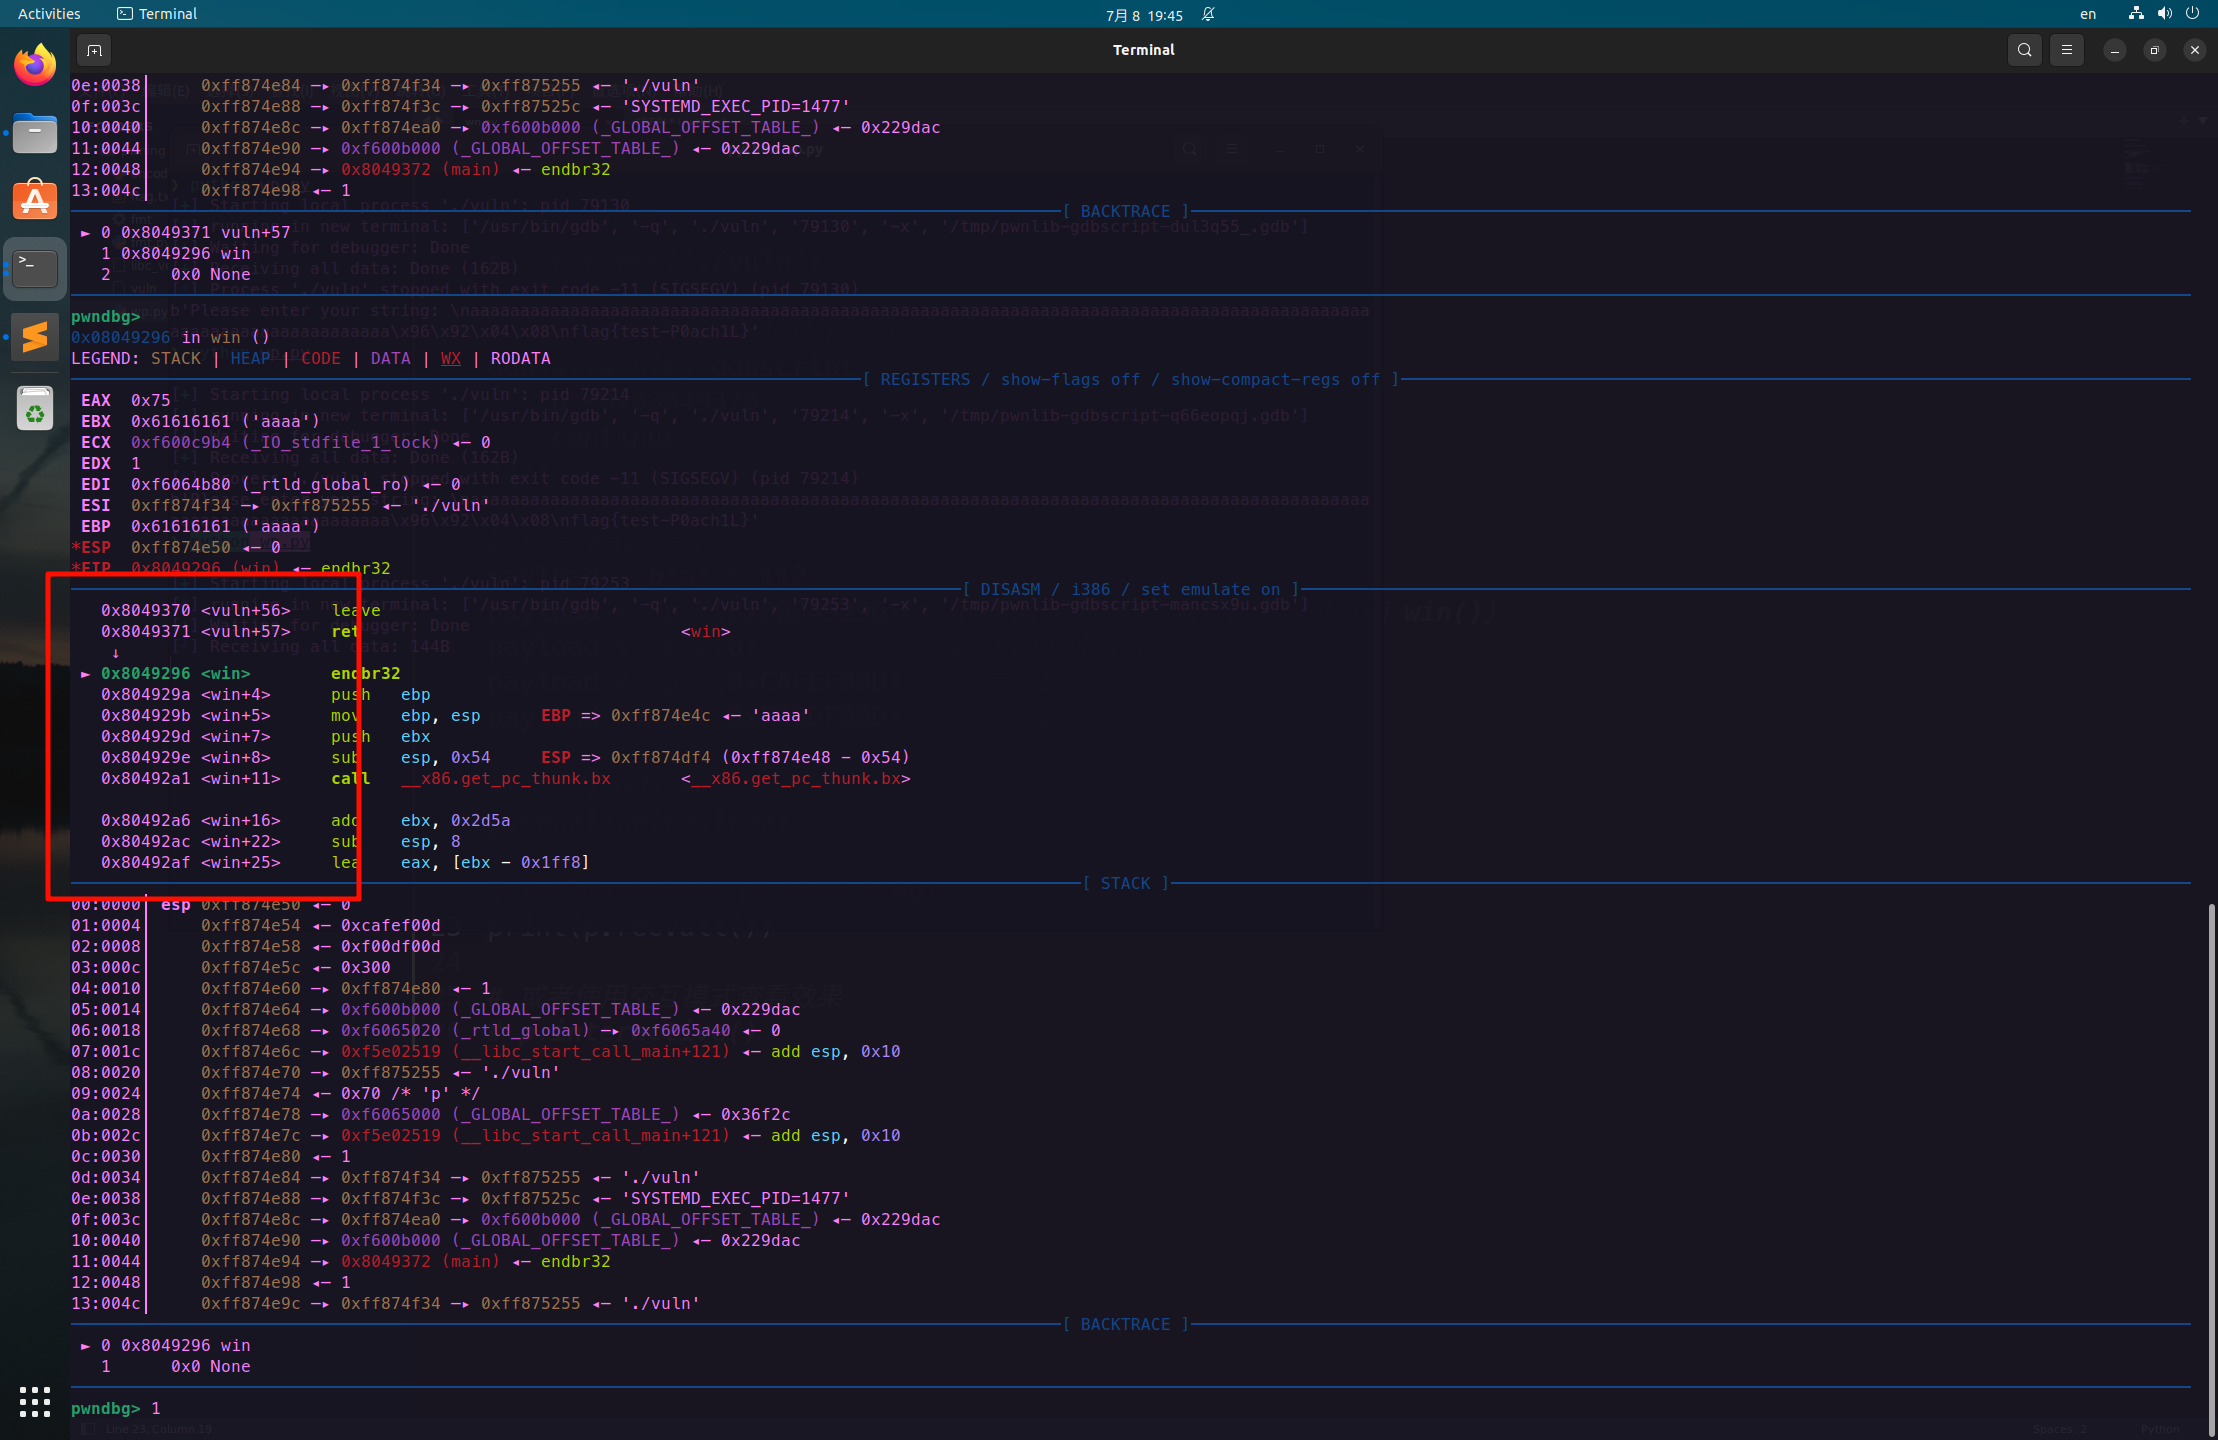 Activities Terminal 7月 8 19:45 en
Terminal
0e:0038│ 0xff874e84 —▸ 0xff874f34 —▸ 0xff875255 ◂— './vuln'
0f:003c│ 0xff874e88 —▸ 0xff874f3c —▸ 0xff87525c ◂— 'SYSTEMD_EXEC_PID=1477'
10:0040│ 0xff874e8c —▸ 0xff874ea0 —▸ 0xf600b000 (_GLOBAL_OFFSET_TABLE_) ◂— 0x229dac
11:0044│ 0xff874e90 —▸ 0xf600b000 (_GLOBAL_OFFSET_TABLE_) ◂— 0x229dac
12:0048│ 0xff874e94 —▸ 0x8049372 (main) ◂— endbr32
13:004c│ 0xff874e98 ◂— 1
[ BACKTRACE ]
► 0 0x8049371 vuln+57
1 0x8049296 win
2 0x0 None
pwndbg>
0x08049296 in win ()
LEGEND: STACK | HEAP | CODE | DATA | WX | RODATA
[ REGISTERS / show-flags off / show-compact-regs off ]
EAX 0x75
EBX 0x61616161 ('aaaa')
ECX 0xf600c9b4 (_IO_stdfile_1_lock) ◂— 0
EDX 1
EDI 0xf6064b80 (_rtld_global_ro) ◂— 0
ESI 0xff874f34 —▸ 0xff875255 ◂— './vuln'
EBP 0x61616161 ('aaaa')
*ESP 0xff874e50 ◂— 0
*EIP 0x8049296 (win) ◂— endbr32
[ DISASM / i386 / set emulate on ]
0x8049370 <vuln+56> leave
0x8049371 <vuln+57> ret <win>
↓
► 0x8049296 <win> endbr32
0x804929a <win+4> push ebp
0x804929b <win+5> mov ebp, esp EBP => 0xff874e4c ◂— 'aaaa'
0x804929d <win+7> push ebx
0x804929e <win+8> sub esp, 0x54 ESP => 0xff874df4 (0xff874e48 - 0x54)
0x80492a1 <win+11> call __x86.get_pc_thunk.bx <__x86.get_pc_thunk.bx>
0x80492a6 <win+16> add ebx, 0x2d5a
0x80492ac <win+22> sub esp, 8
0x80492af <win+25> lea eax, [ebx - 0x1ff8]
[ STACK ]
00:0000│ esp 0xff874e50 ◂— 0
01:0004│ 0xff874e54 ◂— 0xcafef00d
02:0008│ 0xff874e58 ◂— 0xf00df00d
03:000c│ 0xff874e5c ◂— 0x300
04:0010│ 0xff874e60 —▸ 0xff874e80 ◂— 1
05:0014│ 0xff874e64 —▸ 0xf600b000 (_GLOBAL_OFFSET_TABLE_) ◂— 0x229dac
06:0018│ 0xff874e68 —▸ 0xf6065020 (_rtld_global) —▸ 0xf6065a40 ◂— 0
07:001c│ 0xff874e6c —▸ 0xf5e02519 (__libc_start_call_main+121) ◂— add esp, 0x10
08:0020│ 0xff874e70 —▸ 0xff875255 ◂— './vuln'
09:0024│ 0xff874e74 ◂— 0x70 /* 'p' */
0a:0028│ 0xff874e78 —▸ 0xf6065000 (_GLOBAL_OFFSET_TABLE_) ◂— 0x36f2c
0b:002c│ 0xff874e7c —▸ 0xf5e02519 (__libc_start_call_main+121) ◂— add esp, 0x10
0c:0030│ 0xff874e80 ◂— 1
0d:0034│ 0xff874e84 —▸ 0xff874f34 —▸ 0xff875255 ◂— './vuln'
0e:0038│ 0xff874e88 —▸ 0xff874f3c —▸ 0xff87525c ◂— 'SYSTEMD_EXEC_PID=1477'
0f:003c│ 0xff874e8c —▸ 0xff874ea0 —▸ 0xf600b000 (_GLOBAL_OFFSET_TABLE_) ◂— 0x229dac
10:0040│ 0xff874e90 —▸ 0xf600b000 (_GLOBAL_OFFSET_TABLE_) ◂— 0x229dac
11:0044│ 0xff874e94 —▸ 0x8049372 (main) ◂— endbr32
12:0048│ 0xff874e98 ◂— 1
13:004c│ 0xff874e9c —▸ 0xff874f34 —▸ 0xff875255 ◂— './vuln'
[ BACKTRACE ]
► 0 0x8049296 win
1 0x0 None
pwndbg> 1